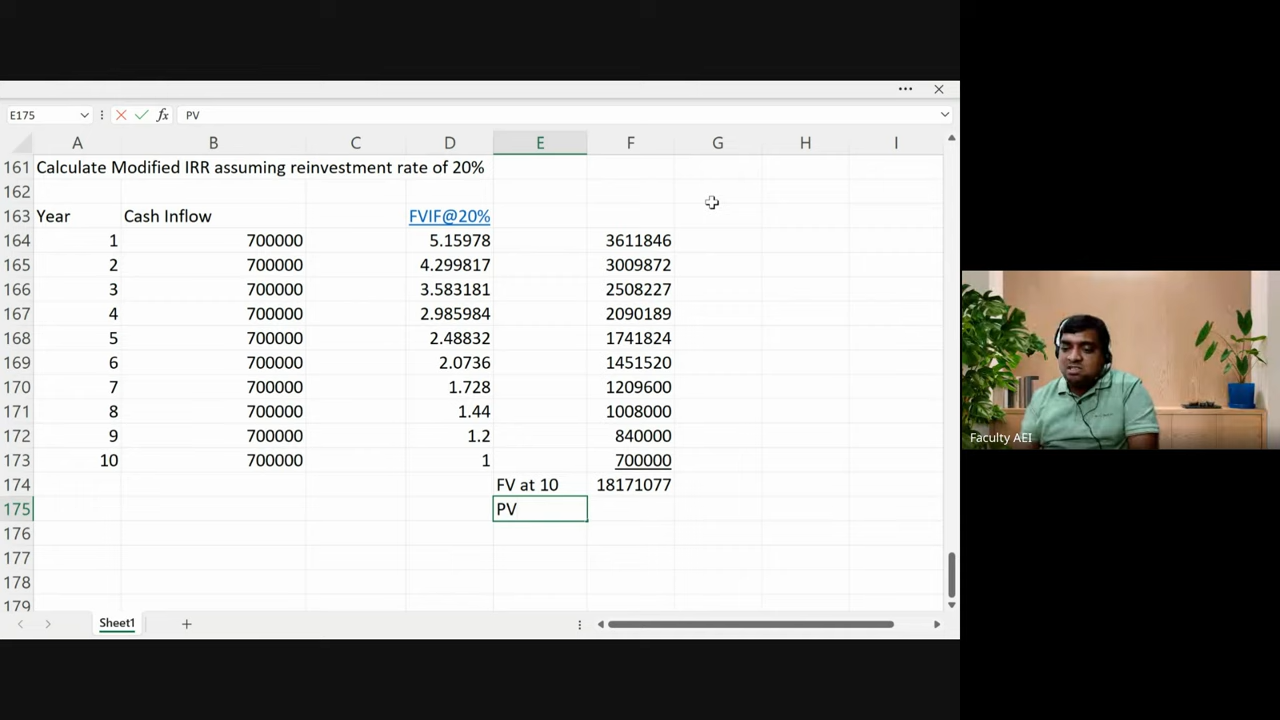 E175 fx PV
A B C D E F G H I
161 Calculate Modified IRR assuming reinvestment rate of 20%
162
163 Year Cash Inflow FVIF@20%
164 1 700000 5.15978 3611846
165 2 700000 4.299817 3009872
166 3 700000 3.583181 2508227
167 4 700000 2.985984 2090189
168 5 700000 2.48832 1741824
169 6 700000 2.0736 1451520
170 7 700000 1.728 1209600
171 8 700000 1.44 1008000
172 9 700000 1.2 840000
173 10 700000 1 700000
174 FV at 10 18171077
175 PV
176
177
178
179
Sheet1
Faculty AEI